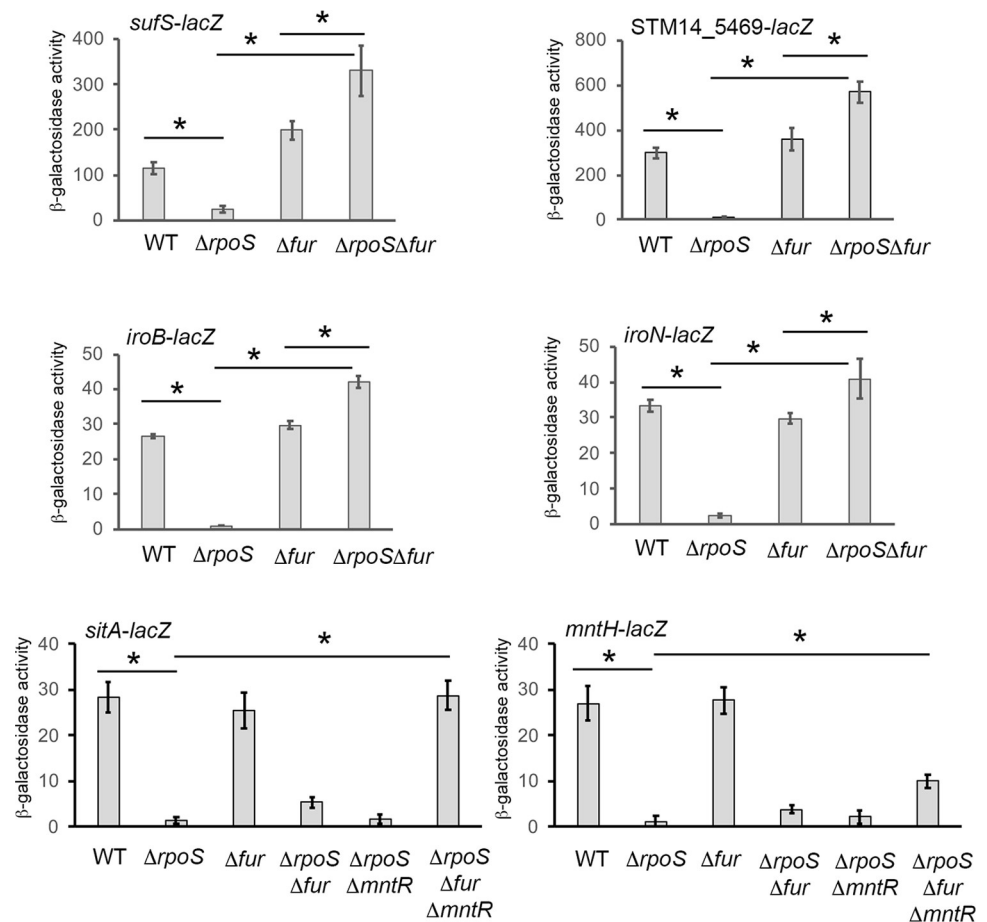 sufS-lacZ
*
*
*
β-galactosidase activity
400
300
200
100
0
WT ΔrpoS Δfur ΔrpoSΔfur
STM14_5469-lacZ
*
*
*
β-galactosidase activity
800
600
400
200
0
WT ΔrpoS Δfur ΔrpoSΔfur
iroB-lacZ
*
*
*
β-galactosidase activity
50
40
30
20
10
0
WT ΔrpoS Δfur ΔrpoSΔfur
iroN-lacZ
*
*
*
β-galactosidase activity
50
40
30
20
10
0
WT ΔrpoS Δfur ΔrpoSΔfur
sitA-lacZ
*
*
β-galactosidase activity
40
30
20
10
0
WT ΔrpoS Δfur ΔrpoS ΔrpoS ΔrpoS
Δfur ΔmntR Δfur
ΔmntR
mntH-lacZ
*
*
β-galactosidase activity
40
30
20
10
0
WT ΔrpoS Δfur ΔrpoS ΔrpoS ΔrpoS
Δfur ΔmntR Δfur
ΔmntR